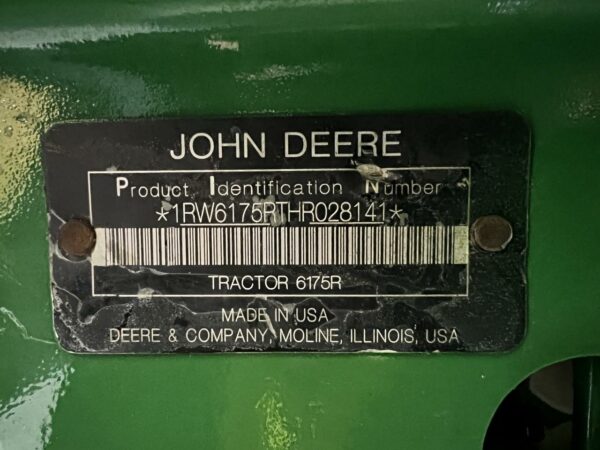 JOHN DEERE
Product Identification Number
*1RW6175RTHR028141*
TRACTOR 6175R
MADE IN USA
DEERE & COMPANY, MOLINE, ILLINOIS, USA